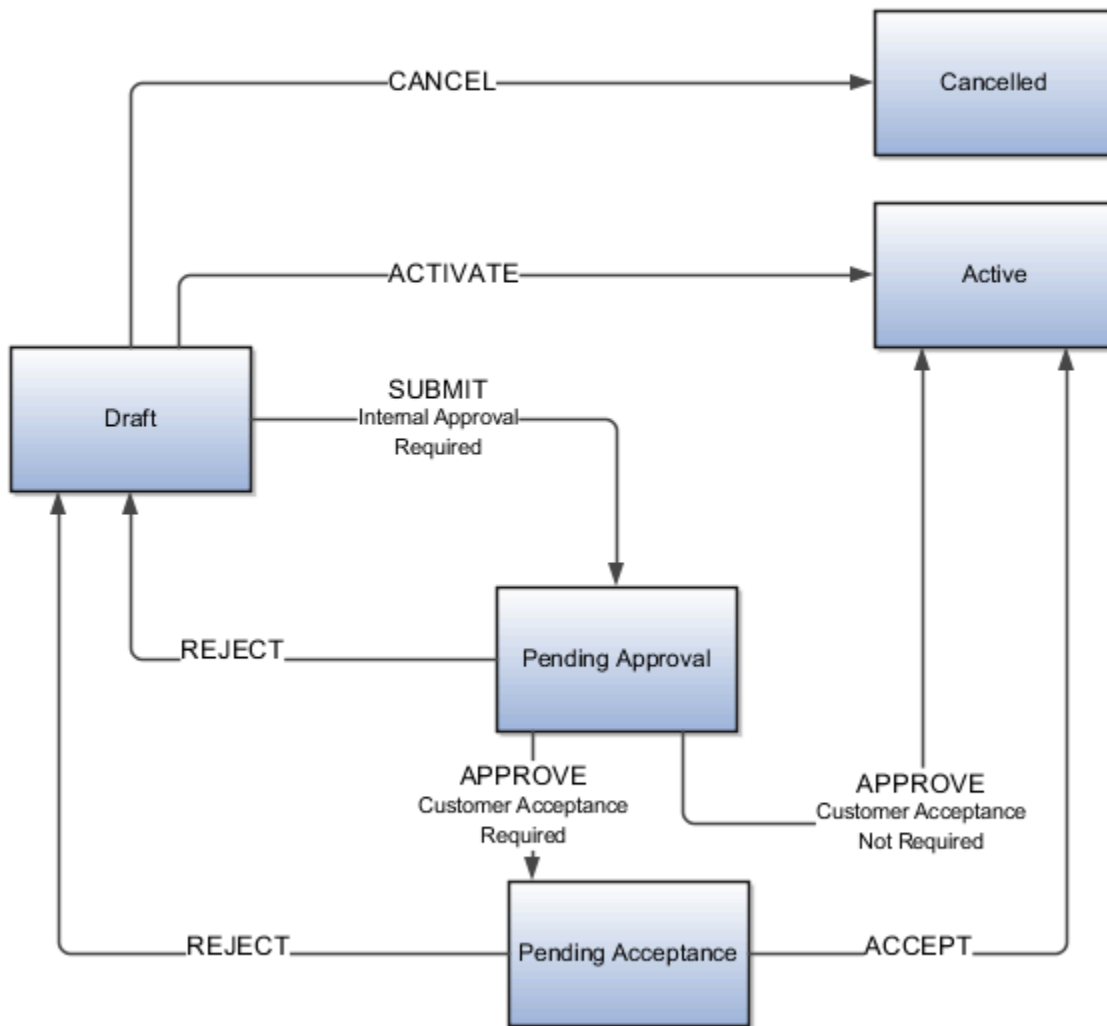 CANCEL
Cancelled
ACTIVATE
Active
Draft
SUBMIT
Internal Approval
Required
REJECT
Pending Approval
APPROVE
Customer Acceptance
Required
APPROVE
Customer Acceptance
Not Required
REJECT
Pending Acceptance
ACCEPT